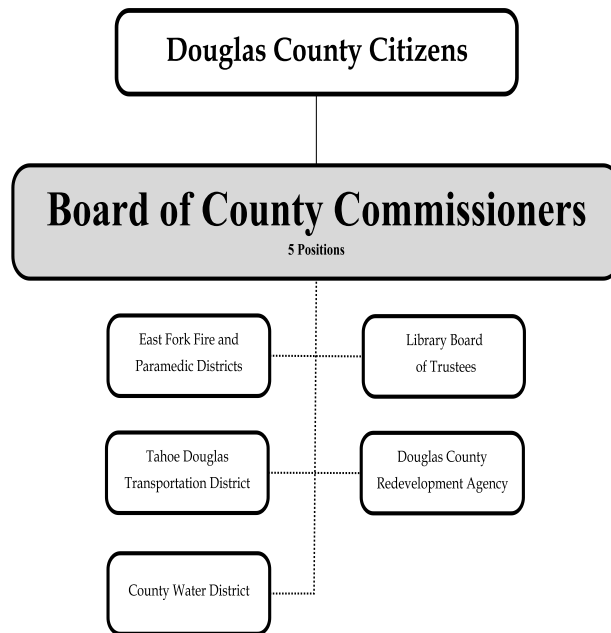 Douglas County Citizens
Board of County Commissioners
5 Positions
East Fork Fire and
Paramedic Districts
Library Board
of Trustees
Tahoe Douglas
Transportation District
Douglas County
Redevelopment Agency
County Water District